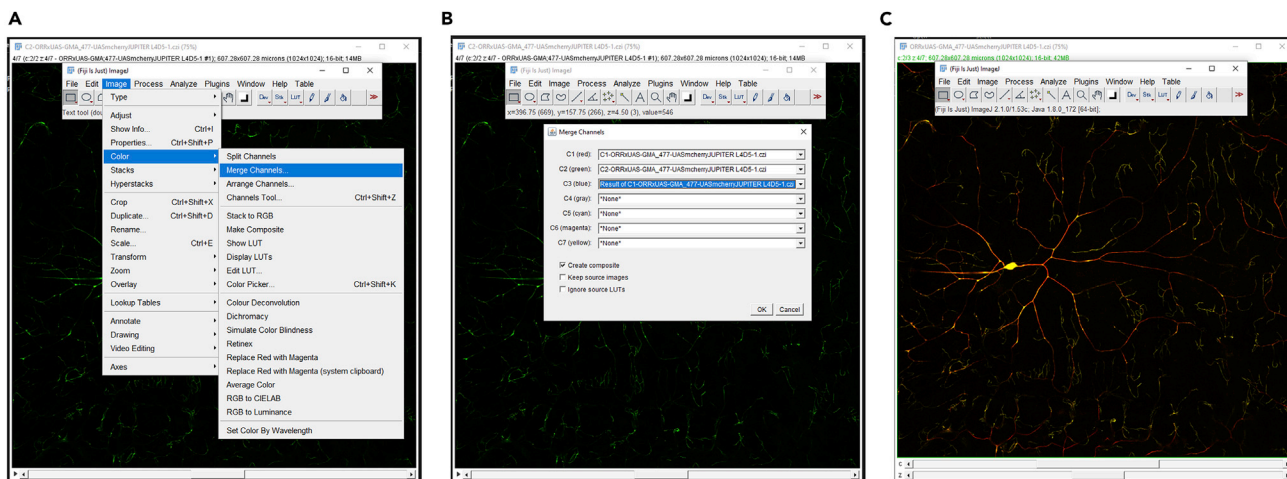 A
C2-ORRxUAS-GMA_477-UASmcherryJUPITER L4D5-1.czi (75%)
4/7 (c:2/2 z:4/7 - ORRxUAS-GMA;477-UASmcherryJUPITER L4D5-1 #1); 607.28x607.28 microns (1024x1024); 16-bit; 14MB
(Fiji Is Just) ImageJ
File Edit Image Process Analyze Plugins Window Help Table
Dev Stk LUT
Text tool (dou
Type
Adjust
Show Info... Ctrl+I
Properties... Ctrl+Shift+P
Color
Stacks
Hyperstacks
Crop Ctrl+Shift+X
Duplicate... Ctrl+Shift+D
Rename...
Scale... Ctrl+E
Transform
Zoom
Overlay
Lookup Tables
Annotate
Drawing
Video Editing
Axes
Split Channels
Merge Channels...
Arrange Channels...
Channels Tool... Ctrl+Shift+Z
Stack to RGB
Make Composite
Show LUT
Display LUTs
Edit LUT...
Color Picker... Ctrl+Shift+K
Colour Deconvolution
Dichromacy
Simulate Color Blindness
Retinex
Replace Red with Magenta
Replace Red with Magenta (system clipboard)
Average Color
RGB to CIELAB
RGB to Luminance
Set Color By Wavelength
B
C2-ORRxUAS-GMA_477-UASmcherryJUPITER L4D5-1.czi (75%)
4/7 (c:2/2 z:4/7 - ORRxUAS-GMA;477-UASmcherryJUPITER L4D5-1 #1); 607.28x607.28 microns (1024x1024); 16-bit; 14MB
(Fiji Is Just) ImageJ
File Edit Image Process Analyze Plugins Window Help Table
Dev Stk LUT
x=396.75 (669), y=157.75 (266), z=4.50 (3), value=546
Merge Channels
C1 (red): C1-ORRxUAS-GMA_477-UASmcherryJUPITER L4D5-1.czi
C2 (green): C2-ORRxUAS-GMA_477-UASmcherryJUPITER L4D5-1.czi
C3 (blue): Result of C1-ORRxUAS-GMA_477-UASmcherryJUPITER L4D5-1.czi
C4 (gray): *None*
C5 (cyan): *None*
C6 (magenta): *None*
C7 (yellow): *None*
Create composite
Keep source images
Ignore source LUTs
OK Cancel
C
ORRxUAS-GMA_477-UASmcherryJUPITER L4D5-1.czi (75%)
c:2/3 z:4/7; 607.28x607.28 microns (1024x1024); 16-bit; 42MB
(Fiji Is Just) ImageJ
File Edit Image Process Analyze Plugins Window Help Table
Dev Stk LUT
(Fiji Is Just) ImageJ 2.1.0/1.53c; Java 1.8.0_172 [64-bit];
c
z